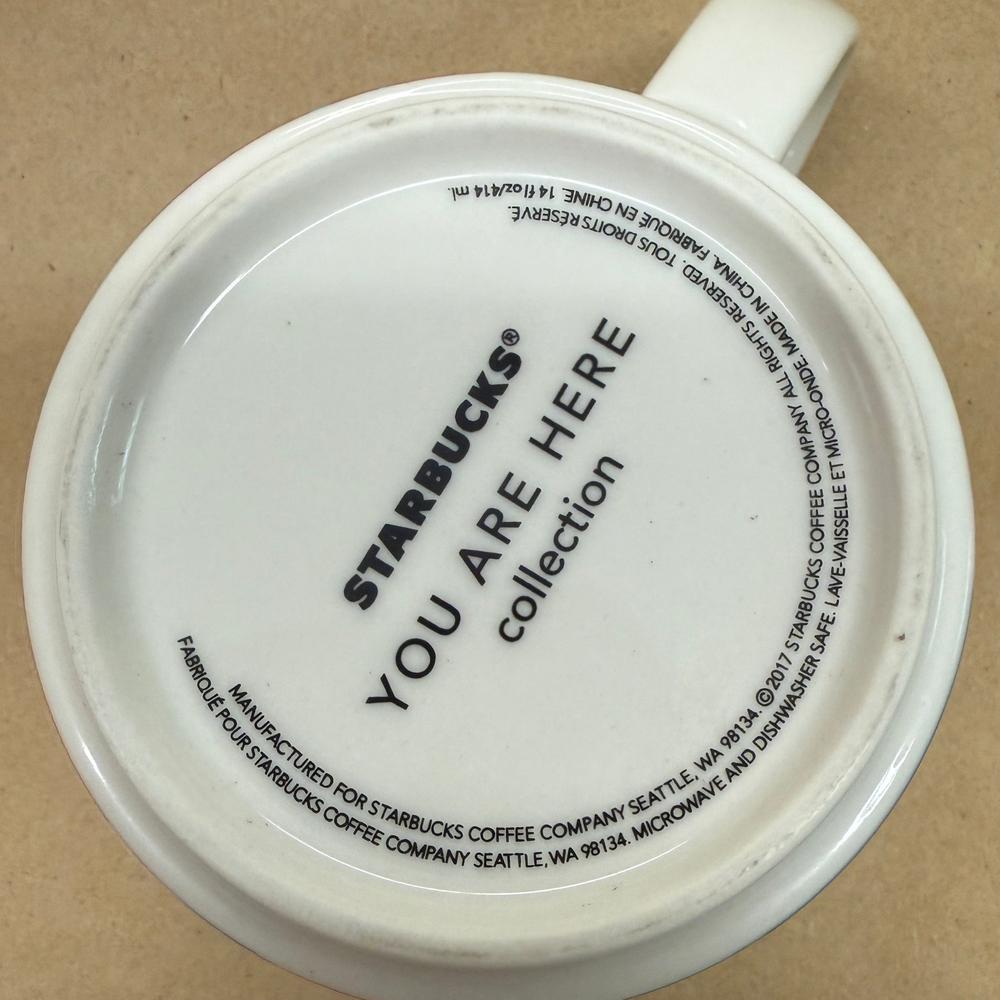 STARBUCKS®
YOU ARE HERE
collection
MANUFACTURED FOR STARBUCKS COFFEE COMPANY SEATTLE, WA 98134. ©2017 STARBUCKS COFFEE COMPANY ALL RIGHTS RESERVED. TOUS DROITS RÉSERVÉ.
FABRIQUÉ POUR STARBUCKS COFFEE COMPANY SEATTLE, WA 98134. MICROWAVE AND DISHWASHER SAFE. LAVE-VAISSELLE ET MICRO-ONDE. MADE IN CHINA. FABRIQUÉ EN CHINE. 14 fl oz/414 ml.